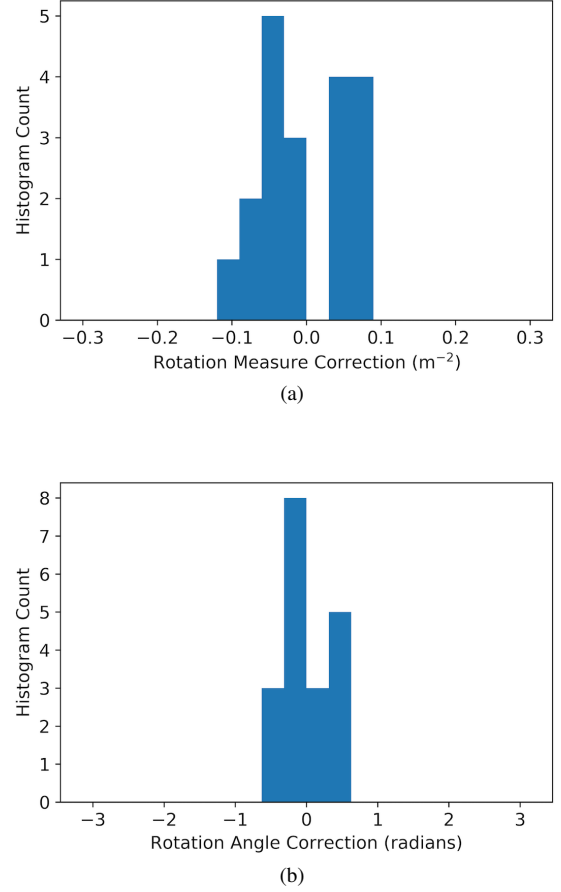 5
4
3
2
1
0
Histogram Count
−0.3 −0.2 −0.1 0.0 0.1 0.2 0.3
Rotation Measure Correction (m⁻²)
(a)
8
7
6
5
4
3
2
1
0
Histogram Count
−3 −2 −1 0 1 2 3
Rotation Angle Correction (radians)
(b)